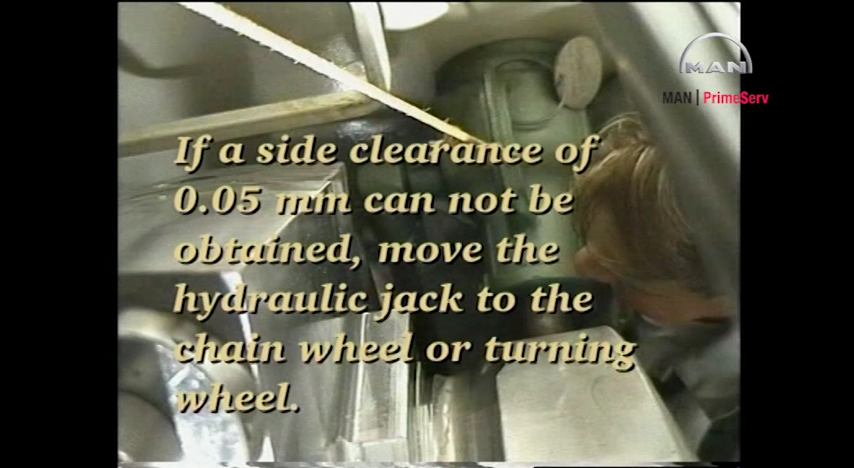 MAN
MAN | PrimeServ
If a side clearance of
0.05 mm can not be
obtained, move the
hydraulic jack to the
chain wheel or turning
wheel.